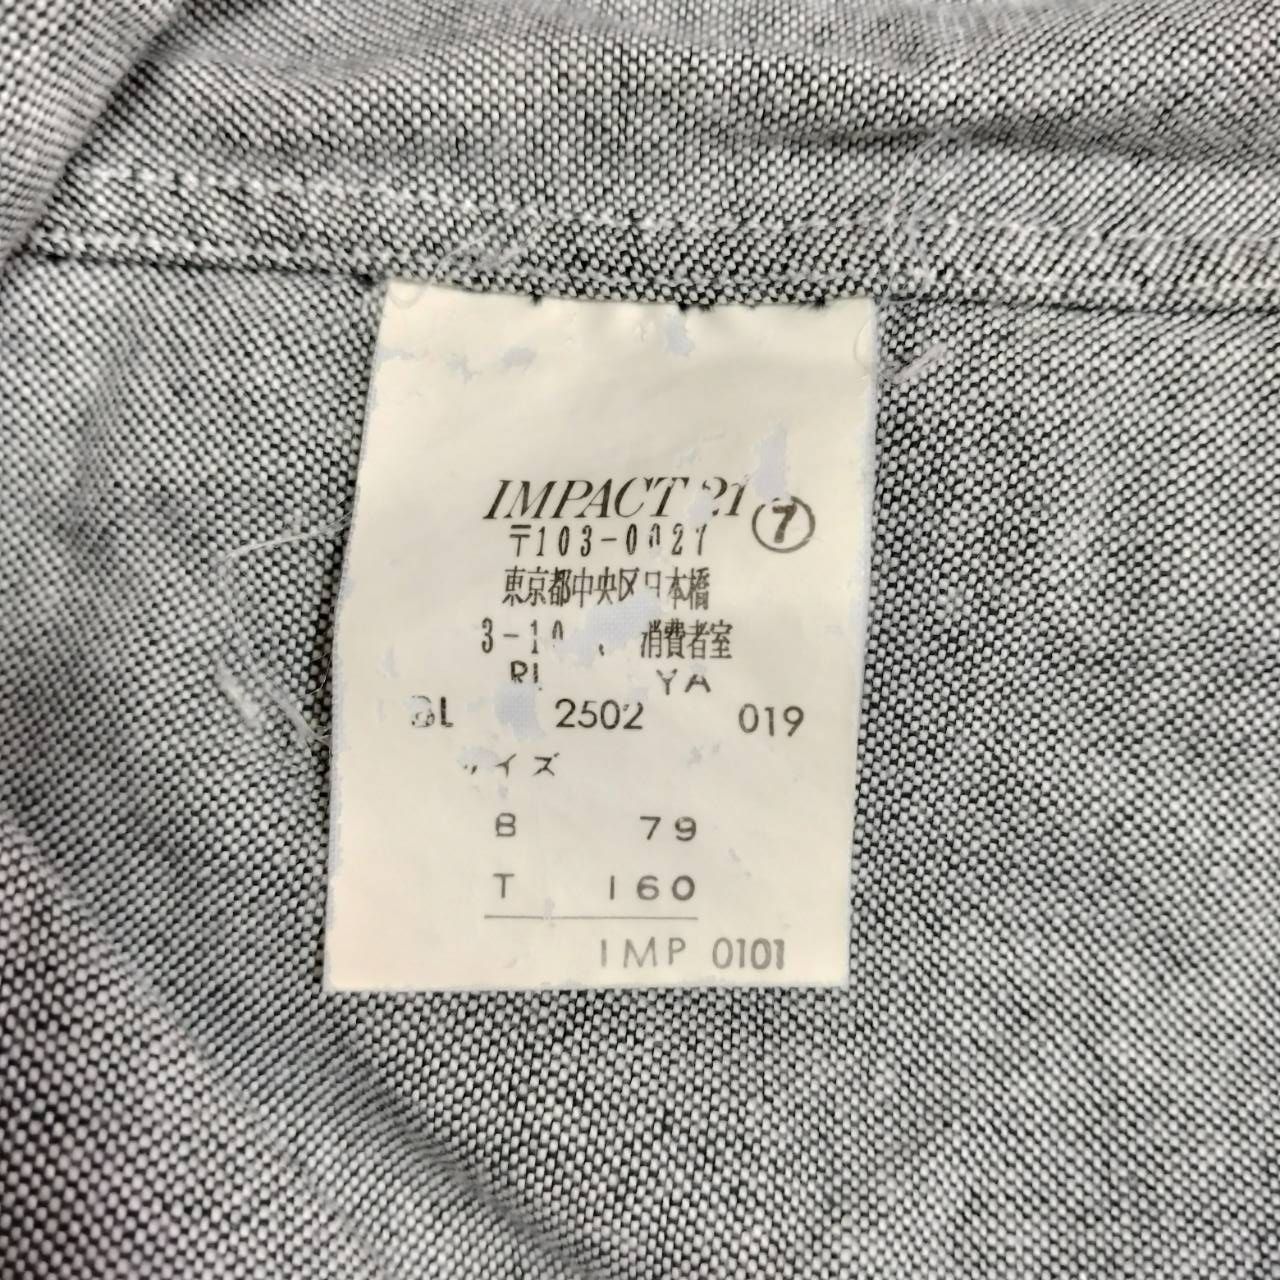 IMPACT 21
⑦
〒103-0027
東京都中央区日本橋
3-10 消費者室
YA
BL 2502 019
サイズ
B 79
T 160
IMP 0101